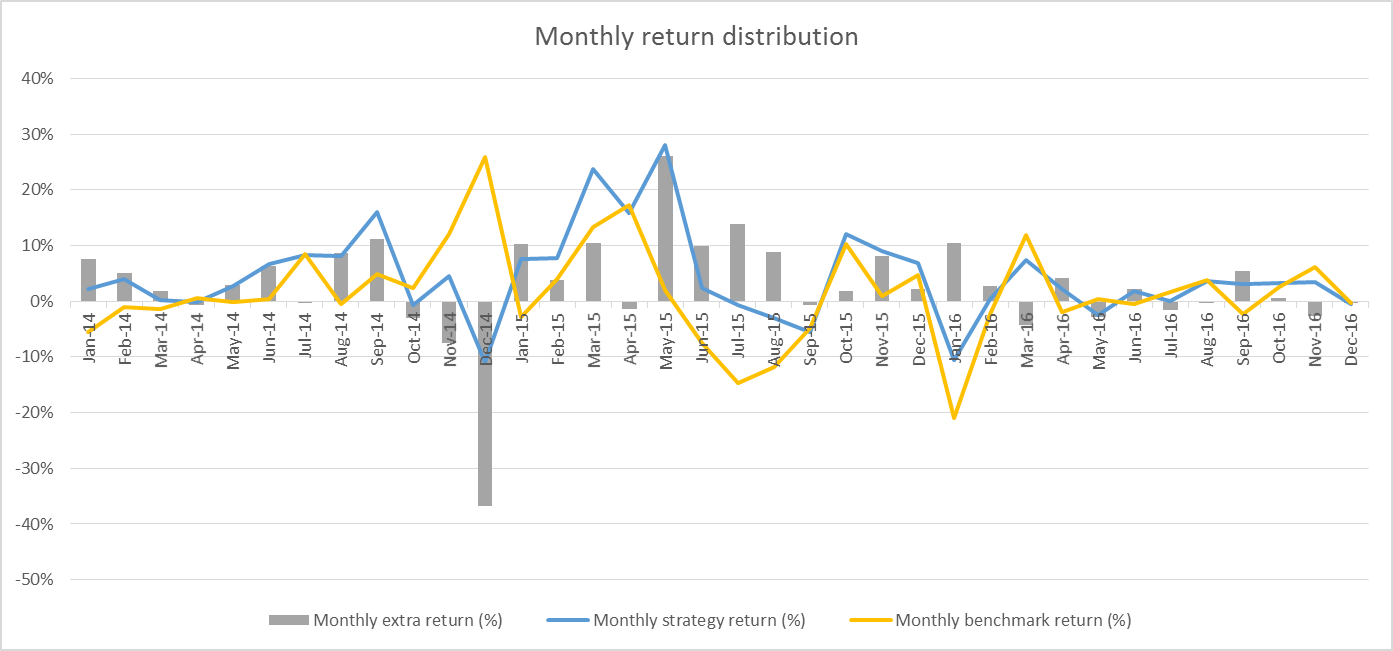 Monthly return distribution
40%
30%
20%
10%
0%
-10%
-20%
-30%
-40%
-50%
Jan-14
Feb-14
Mar-14
Apr-14
May-14
Jun-14
Jul-14
Aug-14
Sep-14
Oct-14
Nov-14
Dec-14
Jan-15
Feb-15
Mar-15
Apr-15
May-15
Jun-15
Jul-15
Aug-15
Sep-15
Oct-15
Nov-15
Dec-15
Jan-16
Feb-16
Mar-16
Apr-16
May-16
Jun-16
Jul-16
Aug-16
Sep-16
Oct-16
Nov-16
Dec-16
Monthly extra return (%) Monthly strategy return (%) Monthly benchmark return (%)